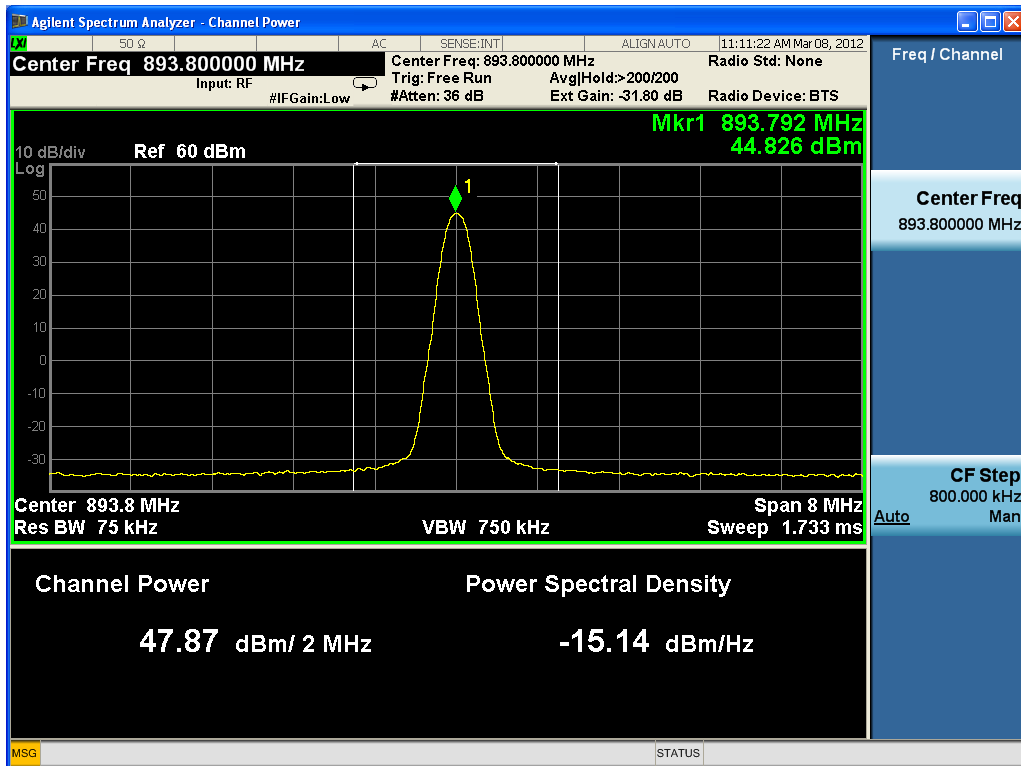 Agilent Spectrum Analyzer - Channel Power
LXI 50 Ω AC SENSE:INT ALIGN AUTO 11:11:22 AM Mar 08, 2012
Center Freq 893.800000 MHz
Input: RF
#IFGain:Low
Center Freq: 893.800000 MHz
Trig: Free Run Avg|Hold:>200/200
#Atten: 36 dB Ext Gain: -31.80 dB
Radio Std: None
Radio Device: BTS
Freq / Channel
Mkr1 893.792 MHz
44.826 dBm
10 dB/div Ref 60 dBm
Log
1
50
40
30
20
10
0
-10
-20
-30
Center 893.8 MHz Span 8 MHz
Res BW 75 kHz VBW 750 kHz Sweep 1.733 ms
Center Freq
893.800000 MHz
CF Step
800.000 kHz
Auto Man
Channel Power Power Spectral Density
47.87 dBm/ 2 MHz -15.14 dBm/Hz
MSG STATUS